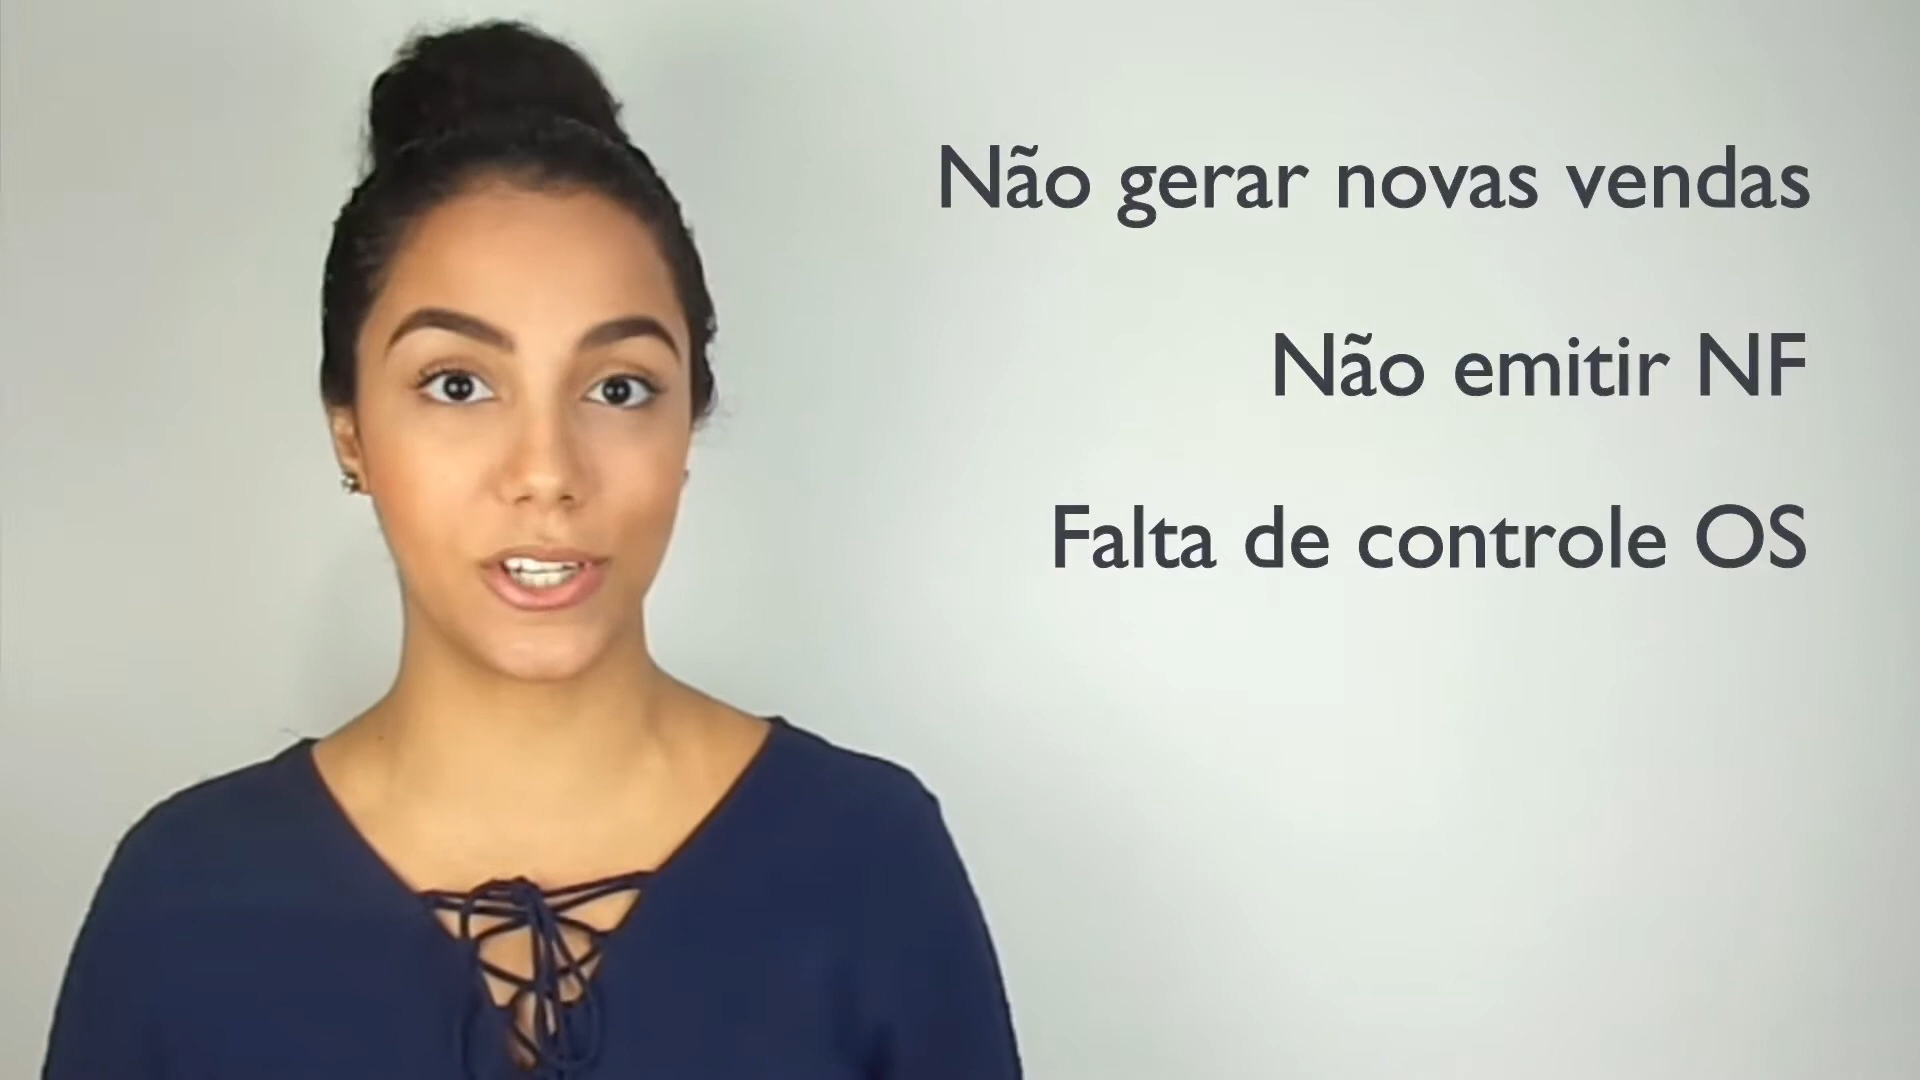 Não gerar novas vendas
Não emitir NF
Falta de controle OS